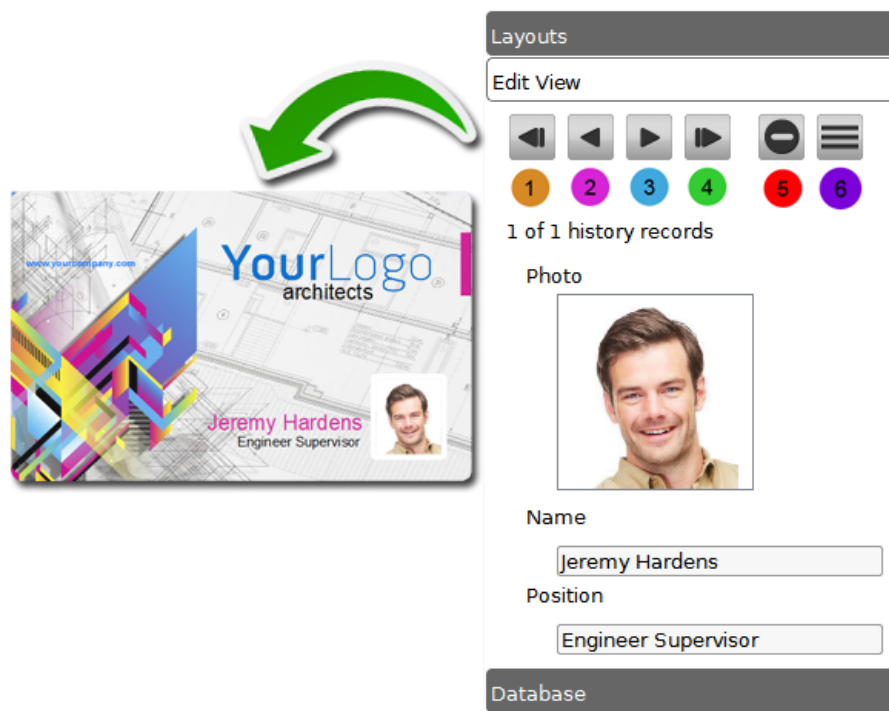 Layouts
Edit View
1 2 3 4 5 6
1 of 1 history records
Photo
Name
Jeremy Hardens
Position
Engineer Supervisor
Database
www.yourcompany.com
YourLogo
architects
Jeremy Hardens
Engineer Supervisor